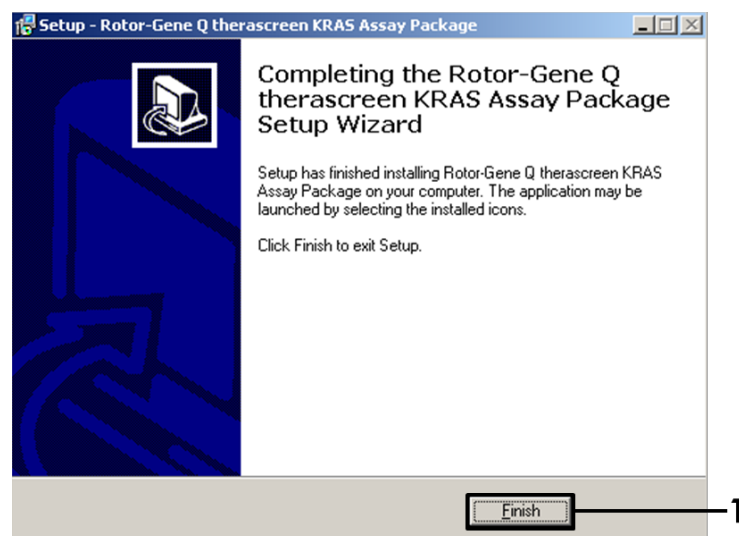 Setup - Rotor-Gene Q therascreen KRAS Assay Package
Completing the Rotor-Gene Q
therascreen KRAS Assay Package
Setup Wizard
Setup has finished installing Rotor-Gene Q therascreen KRAS
Assay Package on your computer. The application may be
launched by selecting the installed icons.
Click Finish to exit Setup.
Finish
1